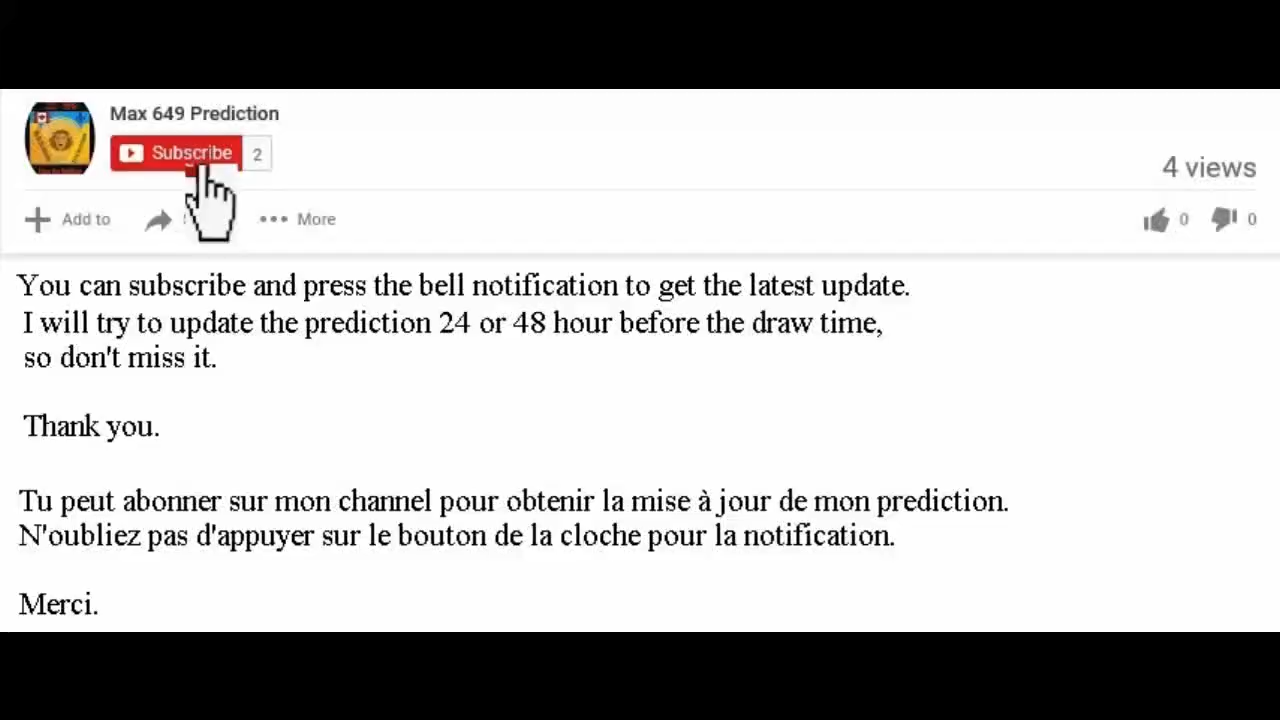 Max 649 Prediction
Subscribe 2
4 views
Add to
More
0 0
You can subscribe and press the bell notification to get the latest update.
I will try to update the prediction 24 or 48 hour before the draw time,
so don't miss it.
Thank you.
Tu peut abonner sur mon channel pour obtenir la mise à jour de mon prediction.
N'oubliez pas d'appuyer sur le bouton de la cloche pour la notification.
Merci.